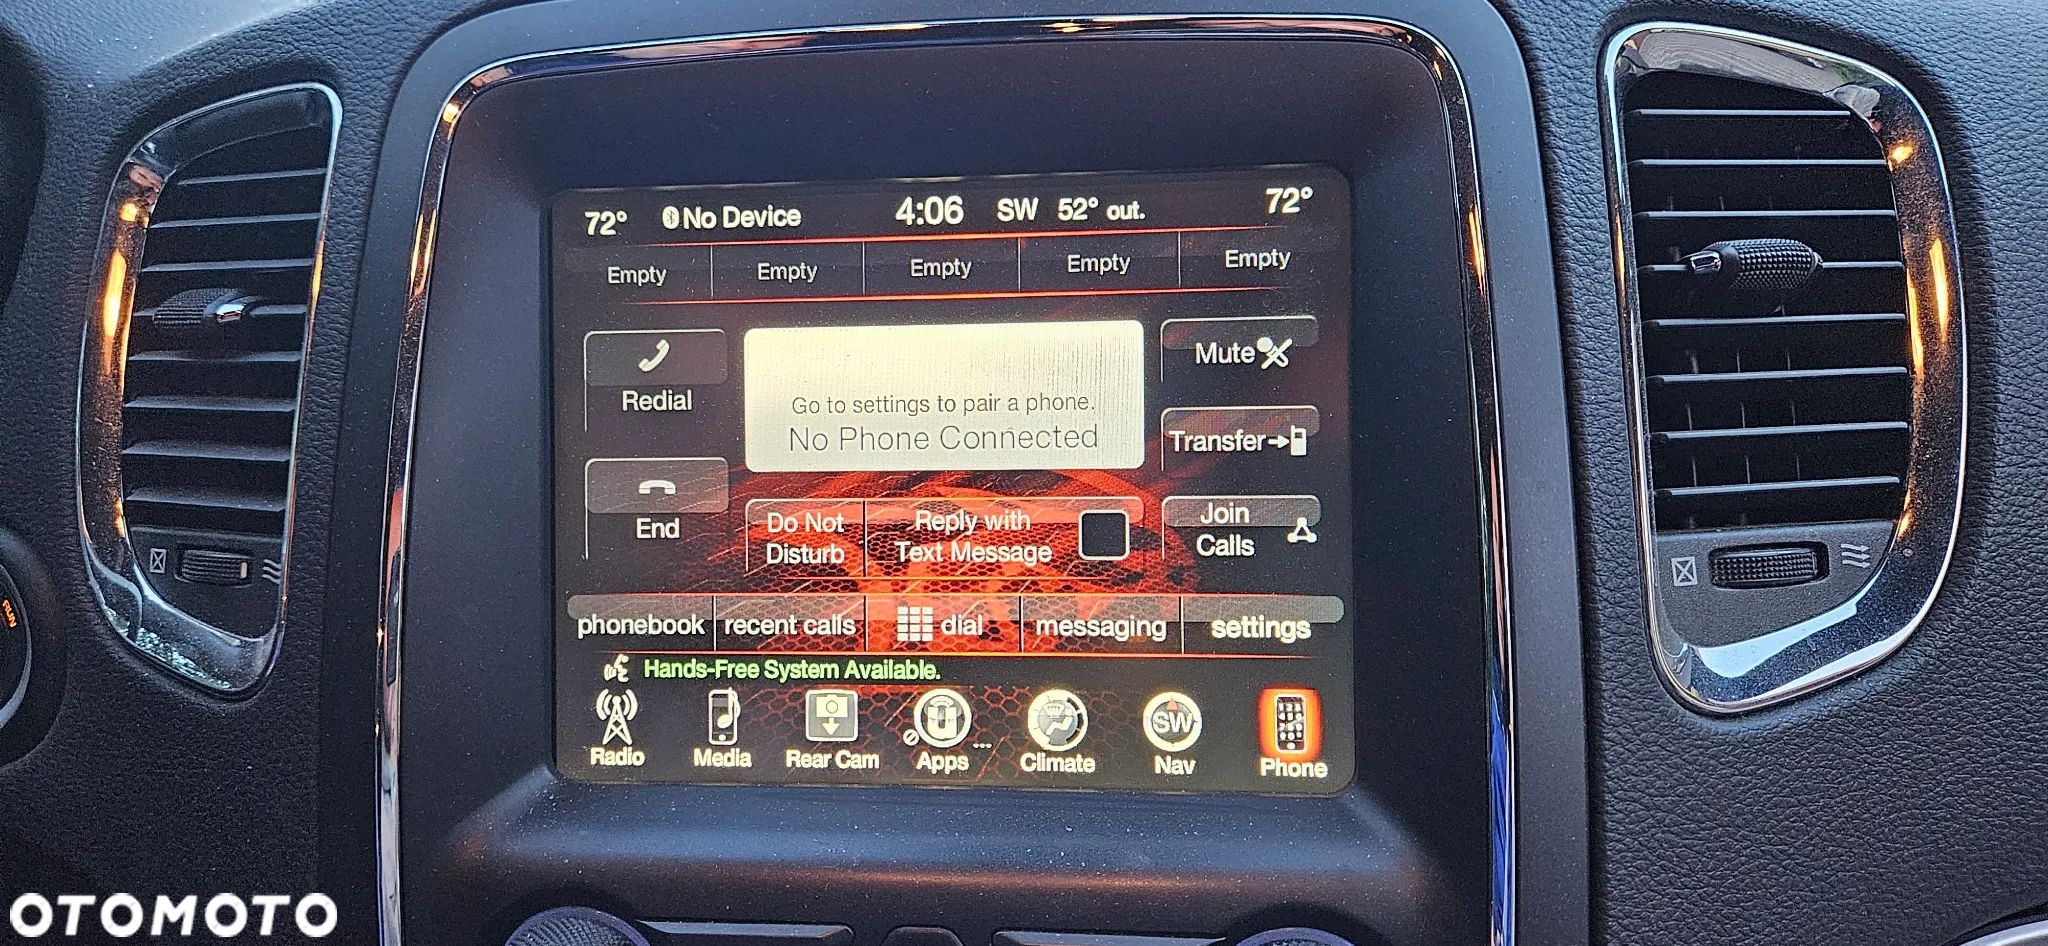 72° No Device 4:06 SW 52° out. 72°
Empty Empty Empty Empty Empty
Redial
Go to settings to pair a phone.
No Phone Connected
Mute
Transfer
End
Do Not
Disturb
Reply with
Text Message
Join
Calls
phonebook recent calls dial messaging settings
Hands-Free System Available.
SW
Radio Media Rear Cam Apps ... Climate Nav Phone
RUN
OTOMOTO